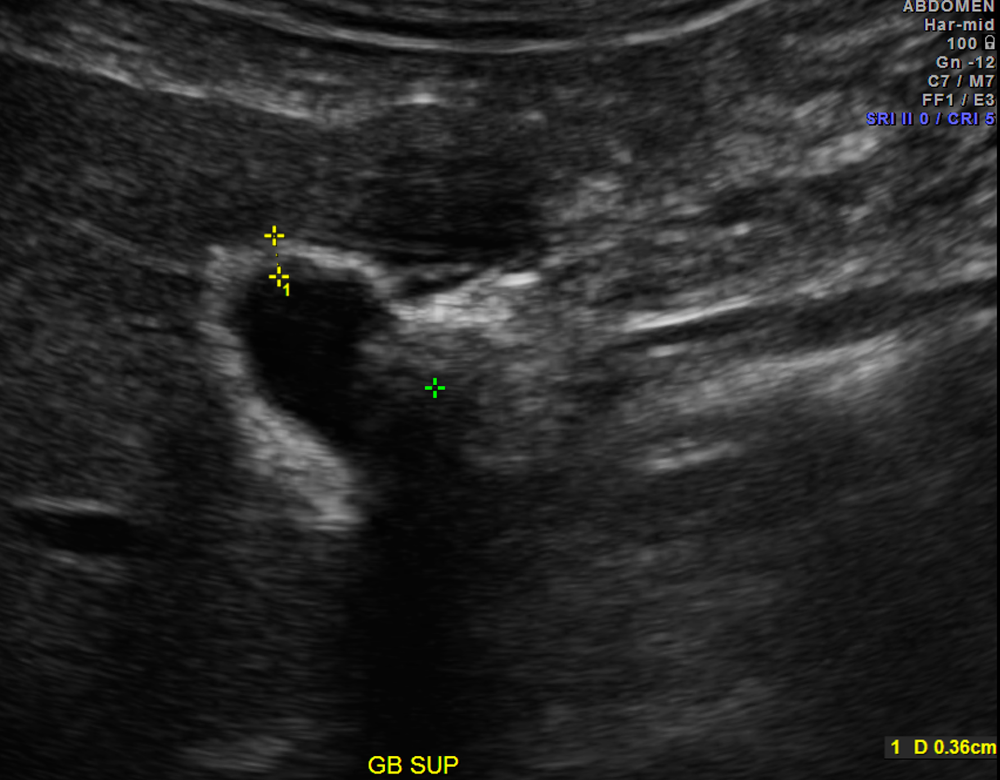 ABDOMEN
Har-mid
100
Gn -12
C7 / M7
FF1 / E3
SRI II 0 / CRI 5
1
1 D 0.36cm
GB SUP